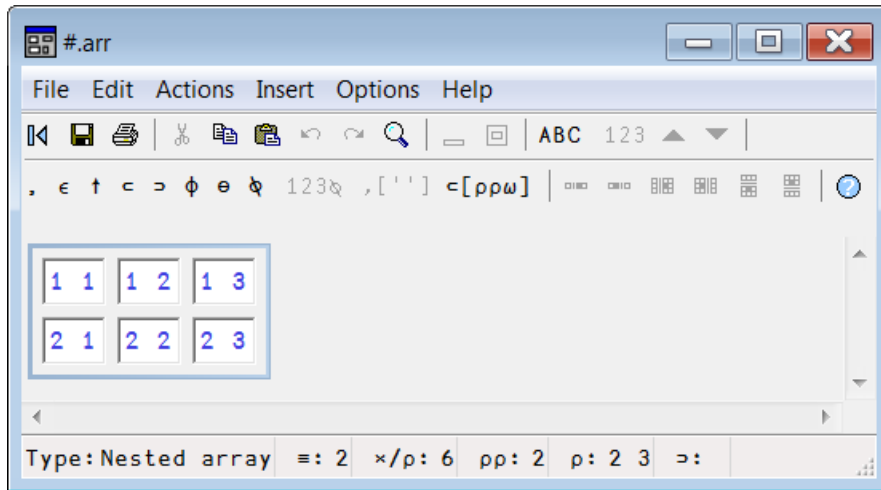 #.arr
File Edit Actions Insert Options Help
ABC 123
, ∊ ↑ ⊂ ⊃ ⌽ ⊖ ⍉ 123⍉ ,[''] ⊂[⍴⍴⍵]
1 1 1 2 1 3
2 1 2 2 2 3
Type:Nested array ≡: 2 ×/⍴: 6 ⍴⍴: 2 ⍴: 2 3 ⊃: